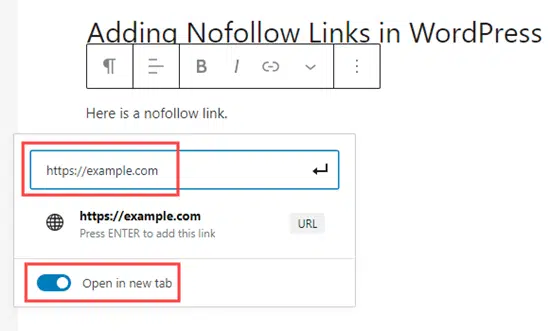 Adding Nofollow Links in WordPress
B I
Here is a nofollow link.
https://example.com
https://example.com
Press ENTER to add this link
URL
Open in new tab